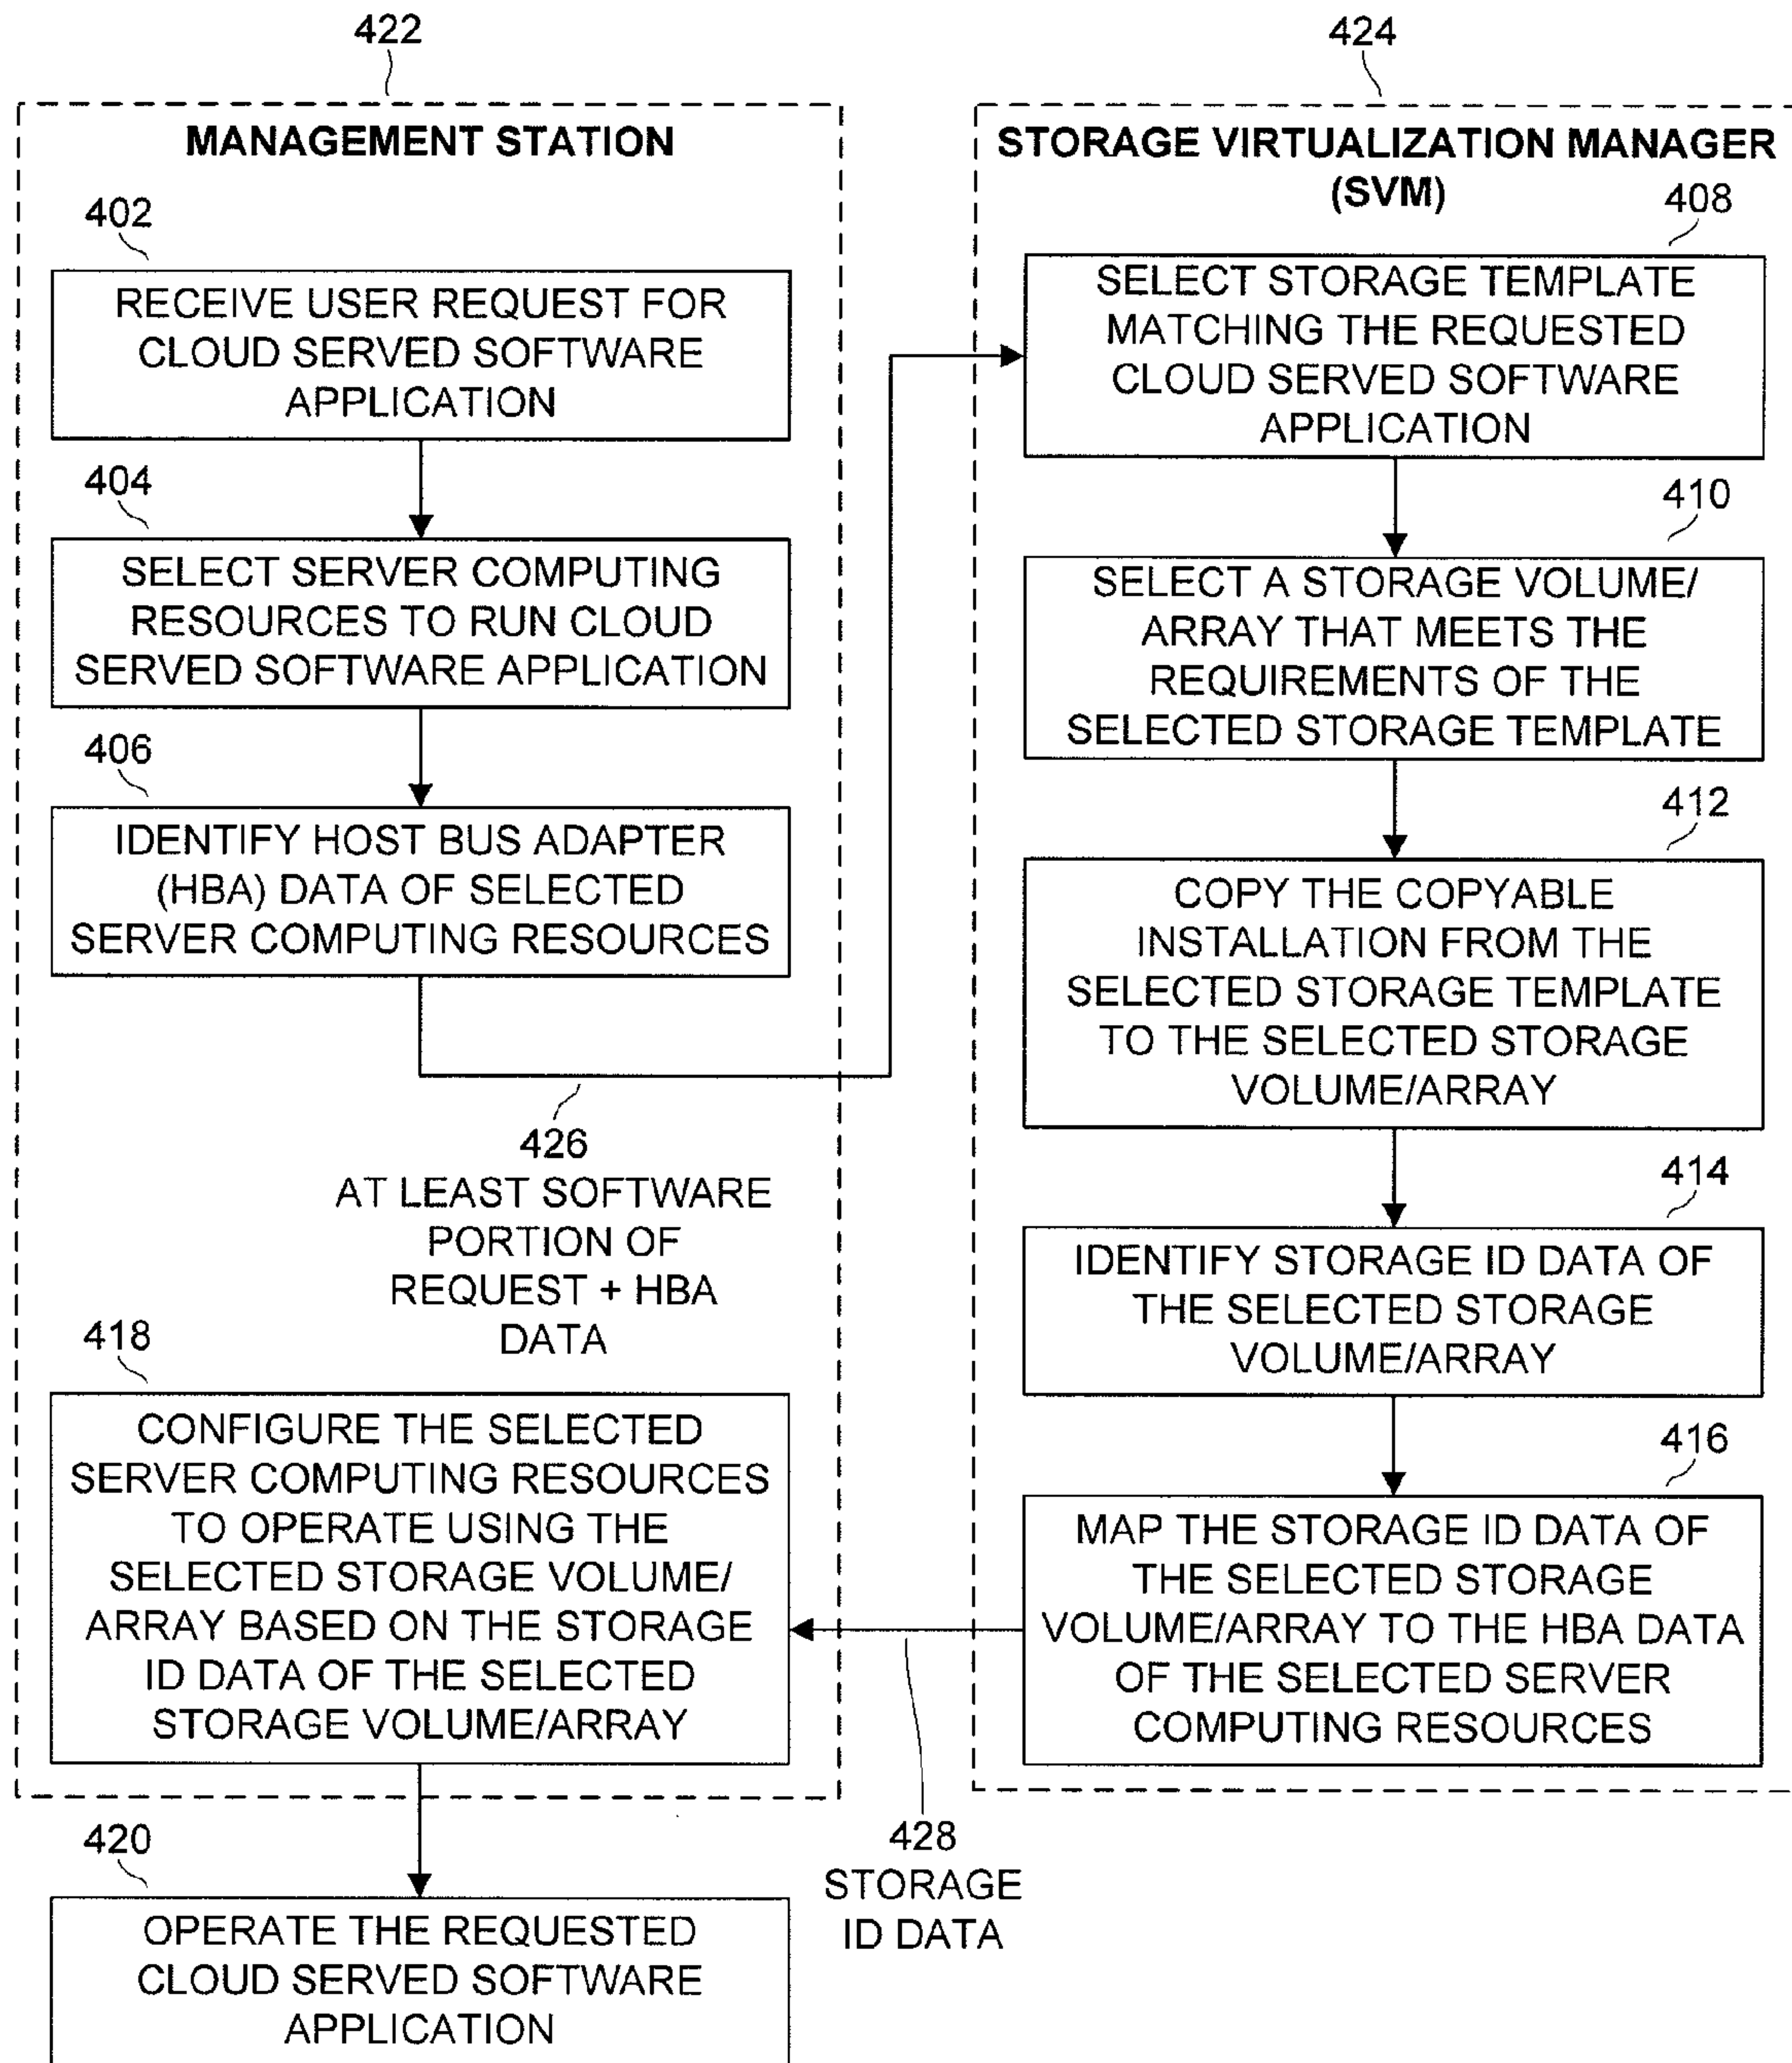 422
MANAGEMENT STATION
402
RECEIVE USER REQUEST FOR
CLOUD SERVED SOFTWARE
APPLICATION
404
SELECT SERVER COMPUTING
RESOURCES TO RUN CLOUD
SERVED SOFTWARE APPLICATION
406
IDENTIFY HOST BUS ADAPTER
(HBA) DATA OF SELECTED
SERVER COMPUTING RESOURCES
426
AT LEAST SOFTWARE
PORTION OF
REQUEST + HBA
DATA
424
STORAGE VIRTUALIZATION MANAGER
(SVM)
408
SELECT STORAGE TEMPLATE
MATCHING THE REQUESTED
CLOUD SERVED SOFTWARE
APPLICATION
410
SELECT A STORAGE VOLUME/
ARRAY THAT MEETS THE
REQUIREMENTS OF THE
SELECTED STORAGE TEMPLATE
412
COPY THE COPYABLE
INSTALLATION FROM THE
SELECTED STORAGE TEMPLATE
TO THE SELECTED STORAGE
VOLUME/ARRAY
414
IDENTIFY STORAGE ID DATA OF
THE SELECTED STORAGE
VOLUME/ARRAY
416
MAP THE STORAGE ID DATA OF
THE SELECTED STORAGE
VOLUME/ARRAY TO THE HBA DATA
OF THE SELECTED SERVER
COMPUTING RESOURCES
428
STORAGE
ID DATA
418
CONFIGURE THE SELECTED
SERVER COMPUTING RESOURCES
TO OPERATE USING THE
SELECTED STORAGE VOLUME/
ARRAY BASED ON THE STORAGE
ID DATA OF THE SELECTED
STORAGE VOLUME/ARRAY
420
OPERATE THE REQUESTED
CLOUD SERVED SOFTWARE
APPLICATION